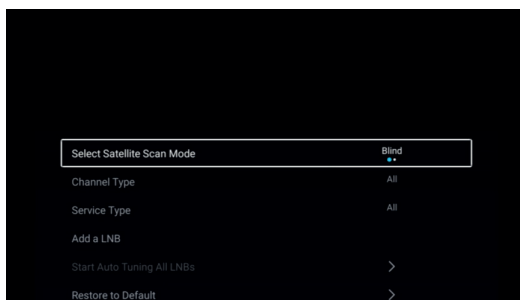 Select Satellite Scan Mode Blind
Channel Type All
Service Type All
Add a LNB
Start Auto Tuning All LNBs
Restore to Default